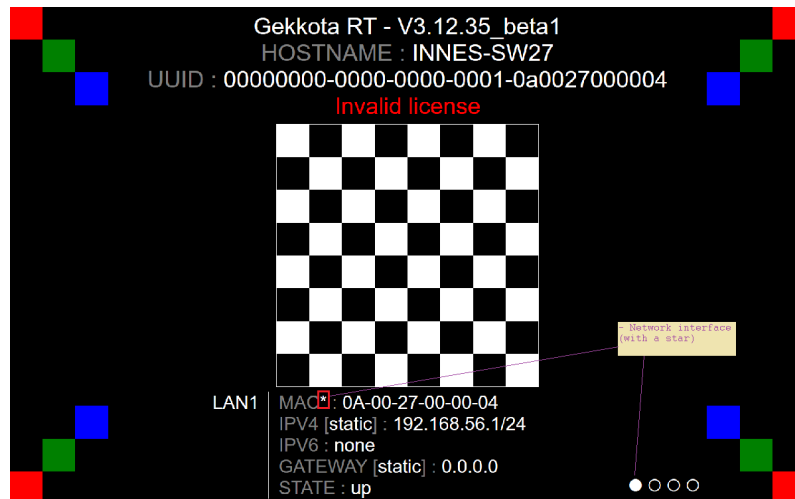 Gekkota RT - V3.12.35_beta1
HOSTNAME : INNES-SW27
UUID : 00000000-0000-0000-0001-0a0027000004
Invalid license
- Network interface
(with a star)
LAN1
MAC* : 0A-00-27-00-00-04
IPV4 [static] : 192.168.56.1/24
IPV6 : none
GATEWAY [static] : 0.0.0.0
STATE : up